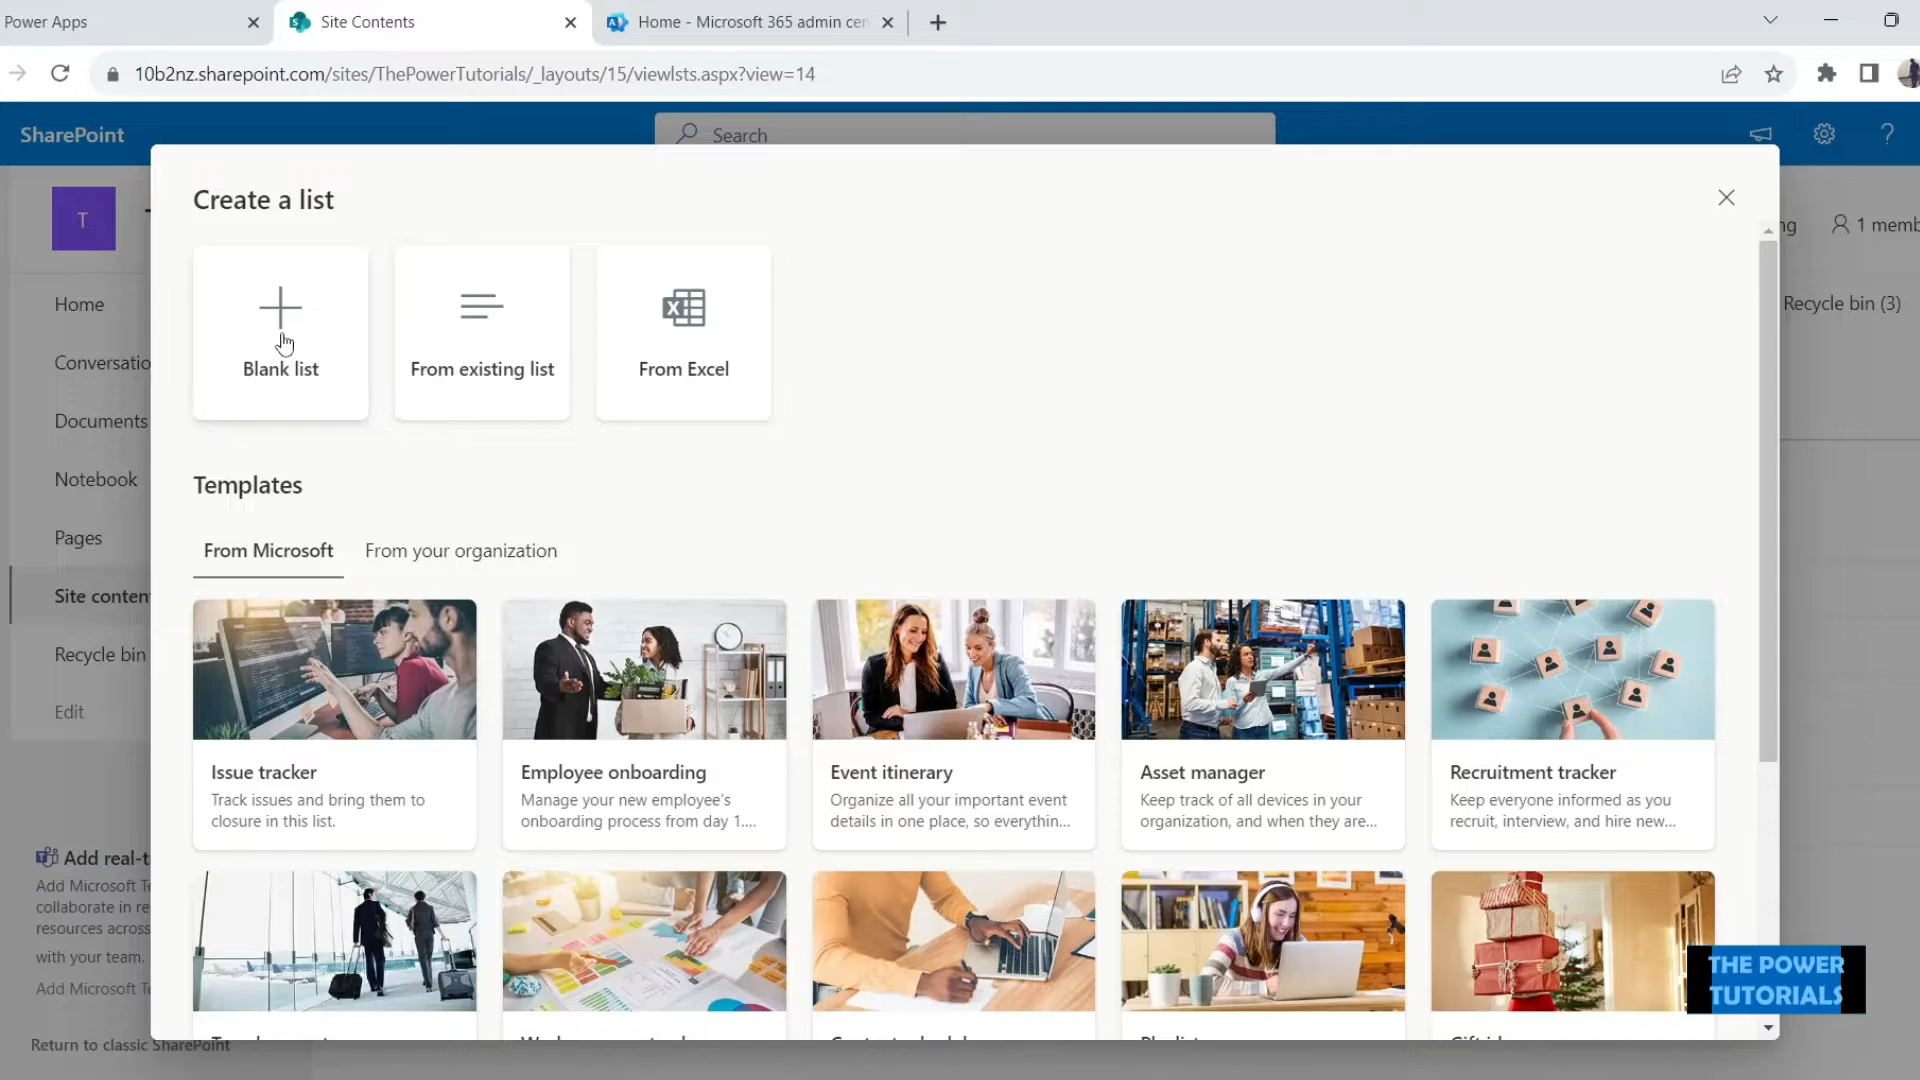 Power Apps
Site Contents
Home - Microsoft 365 admin cen
10b2nz.sharepoint.com/sites/ThePowerTutorials/_layouts/15/viewlsts.aspx?view=14
SharePoint
Search
?
T
Create a list
1 memb
Home
Recycle bin (3)
Conversatio
Blank list
From existing list
From Excel
Documents
Notebook
Templates
Pages
From Microsoft
From your organization
Site conten
Recycle bin
Edit
Issue tracker
Track issues and bring them to
closure in this list.
Employee onboarding
Manage your new employee's
onboarding process from day 1....
Event itinerary
Organize all your important event
details in one place, so everythin...
Asset manager
Keep track of all devices in your
organization, and when they are...
Recruitment tracker
Keep everyone informed as you
recruit, interview, and hire new...
Add real-t
Add Microsoft Te
collaborate in re
resources across
with your team.
Add Microsoft Te
THE POWER
TUTORIALS
Return to classic SharePoint